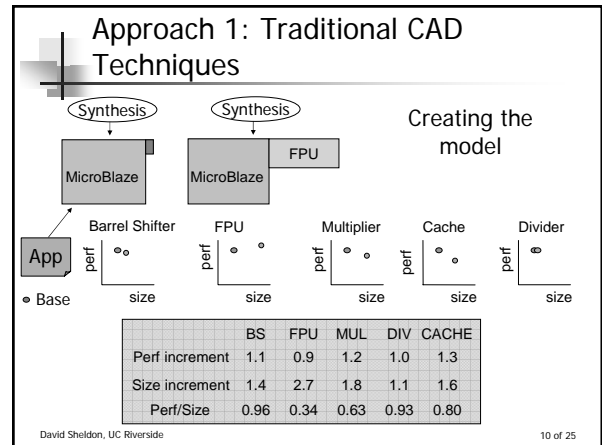 Approach 1: Traditional CAD
Techniques
Synthesis
Synthesis
Creating the
model
MicroBlaze
MicroBlaze
FPU
App
Base
Barrel Shifter
perf
size
FPU
perf
size
Multiplier
perf
size
Cache
perf
size
Divider
perf
size
BS FPU MUL DIV CACHE
Perf increment 1.1 0.9 1.2 1.0 1.3
Size increment 1.4 2.7 1.8 1.1 1.6
Perf/Size 0.96 0.34 0.63 0.93 0.80
David Sheldon, UC Riverside
10 of 25